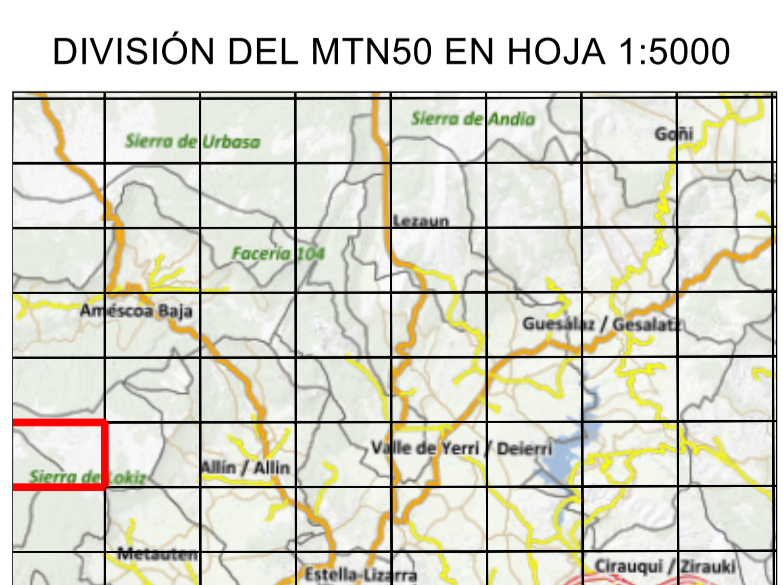 DIVISIÓN DEL MTN50 EN HOJA 1:5000
Sierra de Andia
Goñi
Sierra de Urbasa
Lezaun
Facería 104
Améscoa Baja
Guesálaz / Gesalatz
Valle de Yerri / Deierri
Allín / Allin
Sierra de Lokiz
Metauten
Cirauqui / Zirauki
Estella-Lizarra